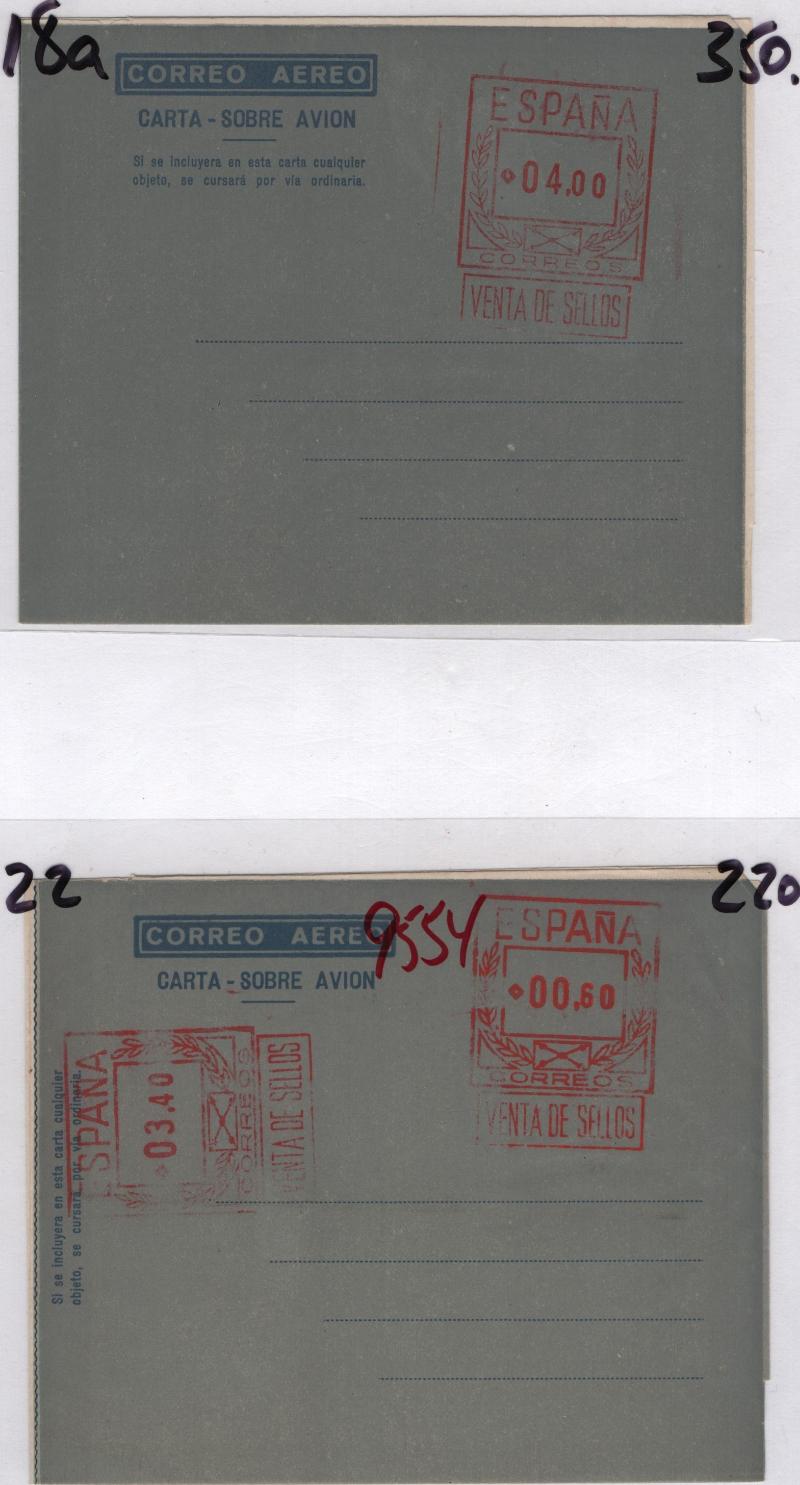 18a
350.
CORREO AEREO
CARTA - SOBRE AVION
Si se incluyera en esta carta cualquier
objeto, se cursará por vía ordinaria.
ESPAÑA
04,00
CORREOS
VENTA DE SELLOS
22
220
CORREO AEREO
9554
CARTA - SOBRE AVION
ESPAÑA
00,60
CORREOS
VENTA DE SELLOS
ESPAÑA
03.40
CORREOS
VENTA DE SELLOS
Si se incluyera en esta carta cualquier
objeto, se cursará por vía ordinaria.